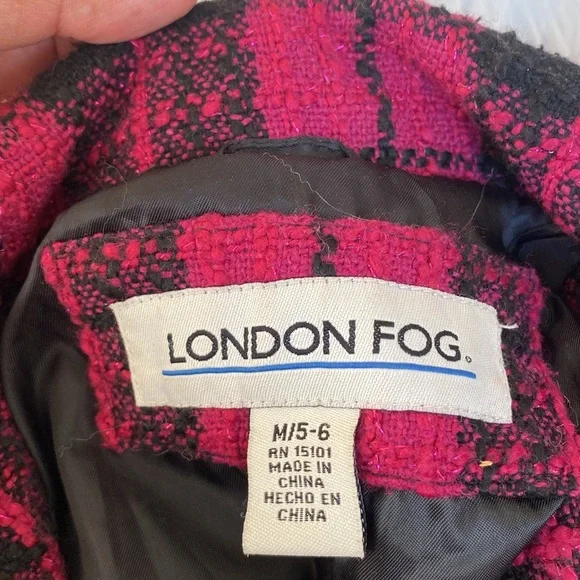 LONDON FOG.
M/5-6
RN 15101
MADE IN
CHINA
HECHO EN
CHINA